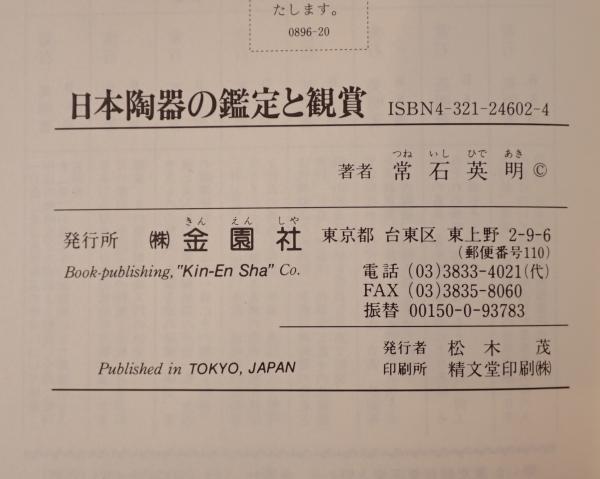 たします。
0896-20
日本陶器の鑑定と観賞 ISBN4-321-24602-4
つね いし ひで あき
著者 常石英明 ©
きん えん しや
発行所 ㈱ 金園社 東京都 台東区 東上野 2-9-6
(郵便番号110)
Book-publishing, "Kin-En Sha" Co. 電話 (03)3833-4021(代)
FAX (03)3835-8060
振替 00150-0-93783
発行者 松木茂
Published in TOKYO, JAPAN 印刷所 精文堂印刷㈱